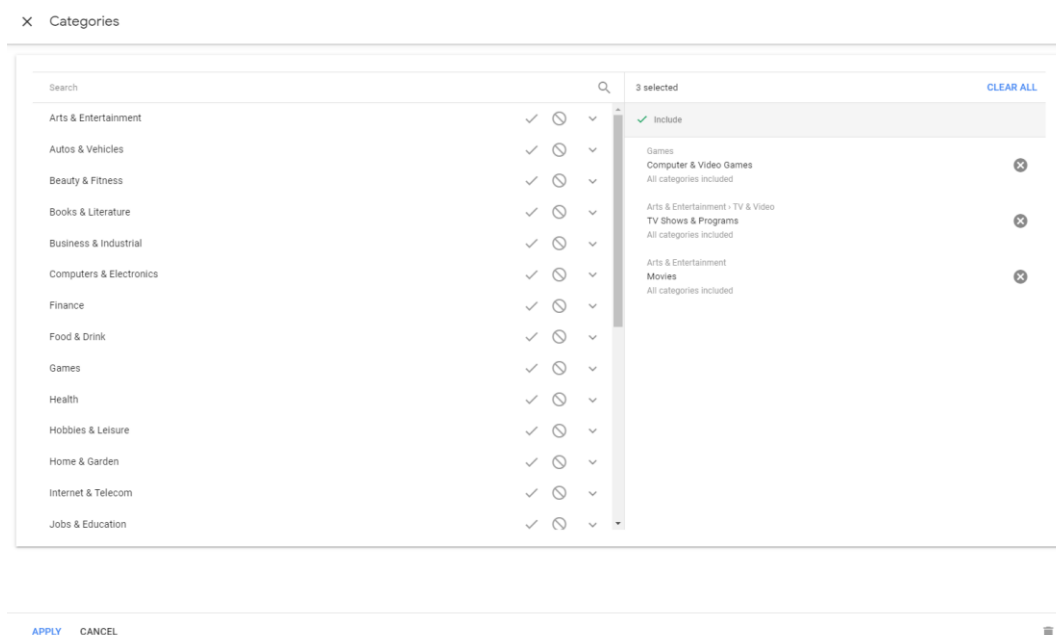 Categories
Search
Arts & Entertainment
Autos & Vehicles
Beauty & Fitness
Books & Literature
Business & Industrial
Computers & Electronics
Finance
Food & Drink
Games
Health
Hobbies & Leisure
Home & Garden
Internet & Telecom
Jobs & Education
3 selected CLEAR ALL
Include
Games
Computer & Video Games
All categories included
Arts & Entertainment › TV & Video
TV Shows & Programs
All categories included
Arts & Entertainment
Movies
All categories included
APPLY CANCEL